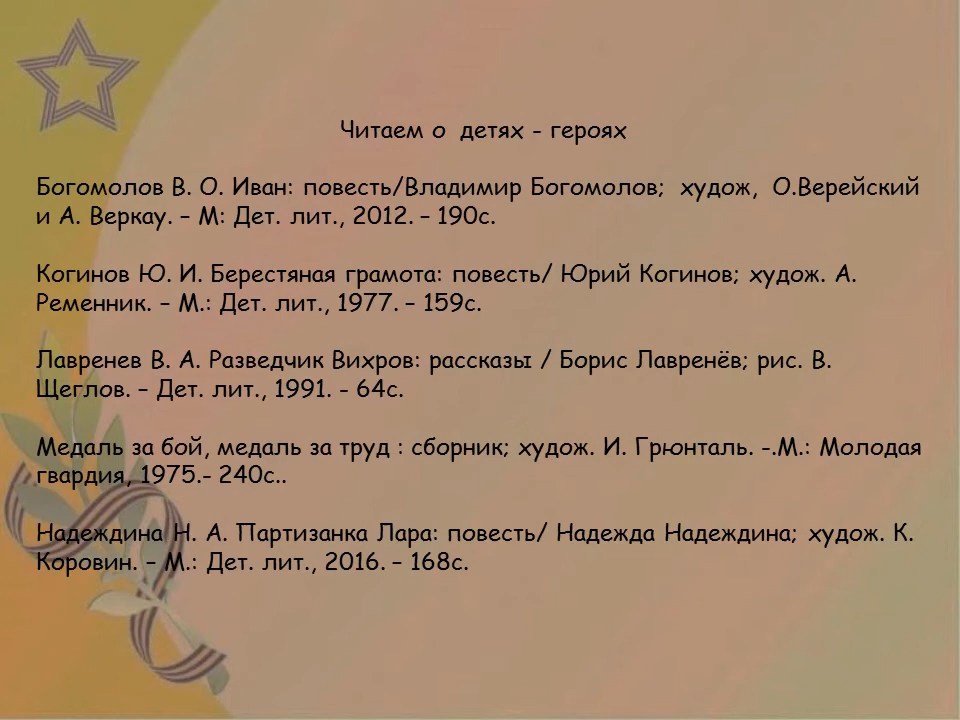 Читаем о детях - героях
Богомолов В. О. Иван: повесть/Владимир Богомолов; худож, О.Верейский
и А. Веркау. – М: Дет. лит., 2012. – 190с.
Когинов Ю. И. Берестяная грамота: повесть/ Юрий Когинов; худож. А.
Ременник. – М.: Дет. лит., 1977. – 159с.
Лавренев В. А. Разведчик Вихров: рассказы / Борис Лавренёв; рис. В.
Щеглов. – Дет. лит., 1991. - 64с.
Медаль за бой, медаль за труд : сборник; худож. И. Грюнталь. -.М.: Молодая
гвардия, 1975.- 240с..
Надеждина Н. А. Партизанка Лара: повесть/ Надежда Надеждина; худож. К.
Коровин. – М.: Дет. лит., 2016. – 168с.